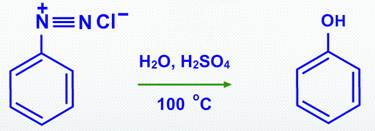 +
N≡N Cl−
OH
H2O, H2SO4
100 °C